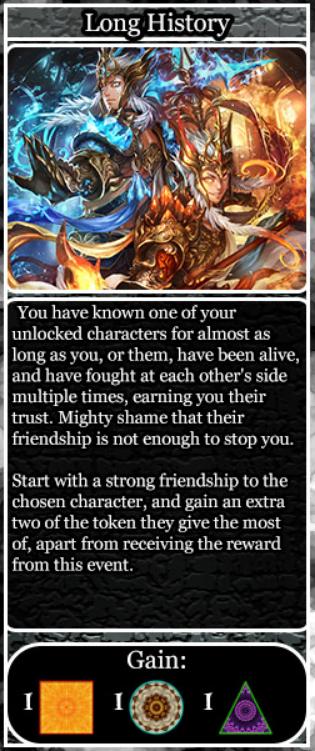 Long History
You have known one of your
unlocked characters for almost as
long as you, or them, have been alive,
and have fought at each other's side
multiple times, earning you their
trust. Mighty shame that their
friendship is not enough to stop you.
Start with a strong friendship to the
chosen character, and gain an extra
two of the token they give the most
of, apart from receiving the reward
from this event.
Gain:
1 1 1